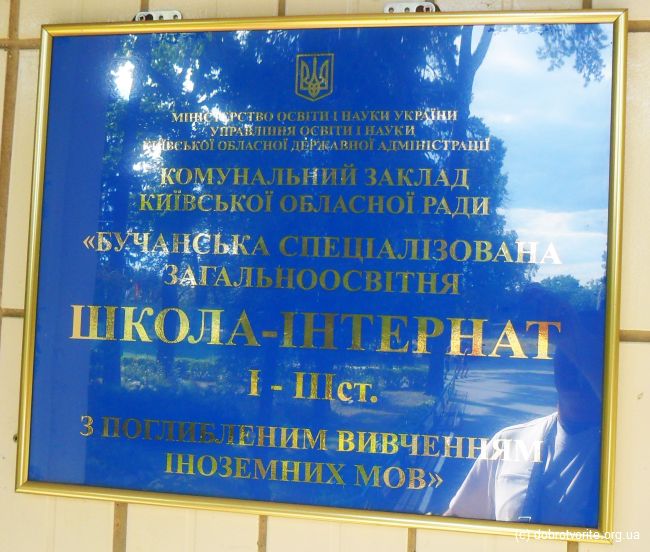 МІНІСТЕРСТВО ОСВІТИ І НАУКИ УКРАЇНИ
УПРАВЛІННЯ ОСВІТИ І НАУКИ
КИЇВСЬКОЇ ОБЛАСНОЇ ДЕРЖАВНОЇ АДМІНІСТРАЦІЇ
КОМУНАЛЬНИЙ ЗАКЛАД
КИЇВСЬКОЇ ОБЛАСНОЇ РАДИ
«БУЧАНСЬКА СПЕЦІАЛІЗОВАНА
ЗАГАЛЬНООСВІТНЯ
ШКОЛА-ІНТЕРНАТ
І - ІІІст.
З ПОГЛИБЛЕНИМ ВИВЧЕННЯМ
ІНОЗЕМНИХ МОВ»
(c) dobrotvorite.org.ua